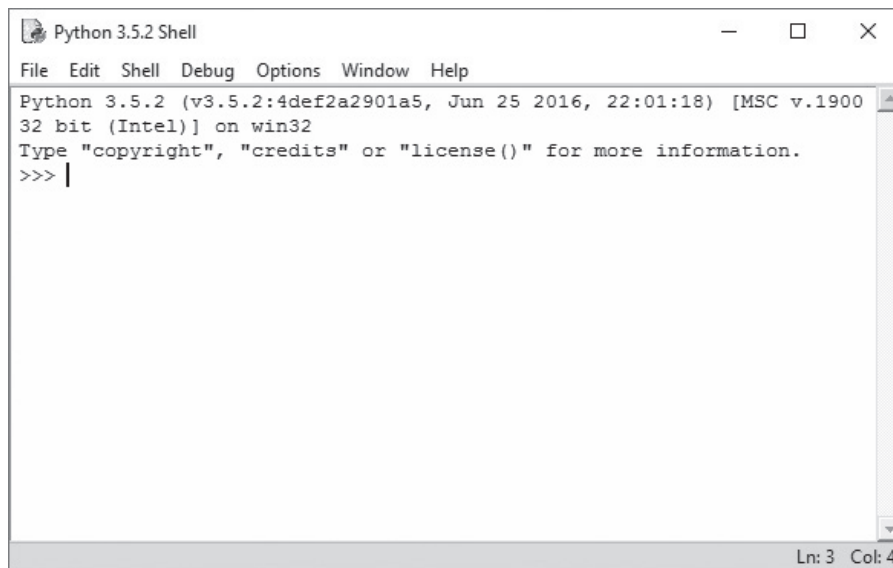 Python 3.5.2 Shell
File Edit Shell Debug Options Window Help
Python 3.5.2 (v3.5.2:4def2a2901a5, Jun 25 2016, 22:01:18) [MSC v.1900
32 bit (Intel)] on win32
Type "copyright", "credits" or "license()" for more information.
>>>
Ln: 3 Col: 4